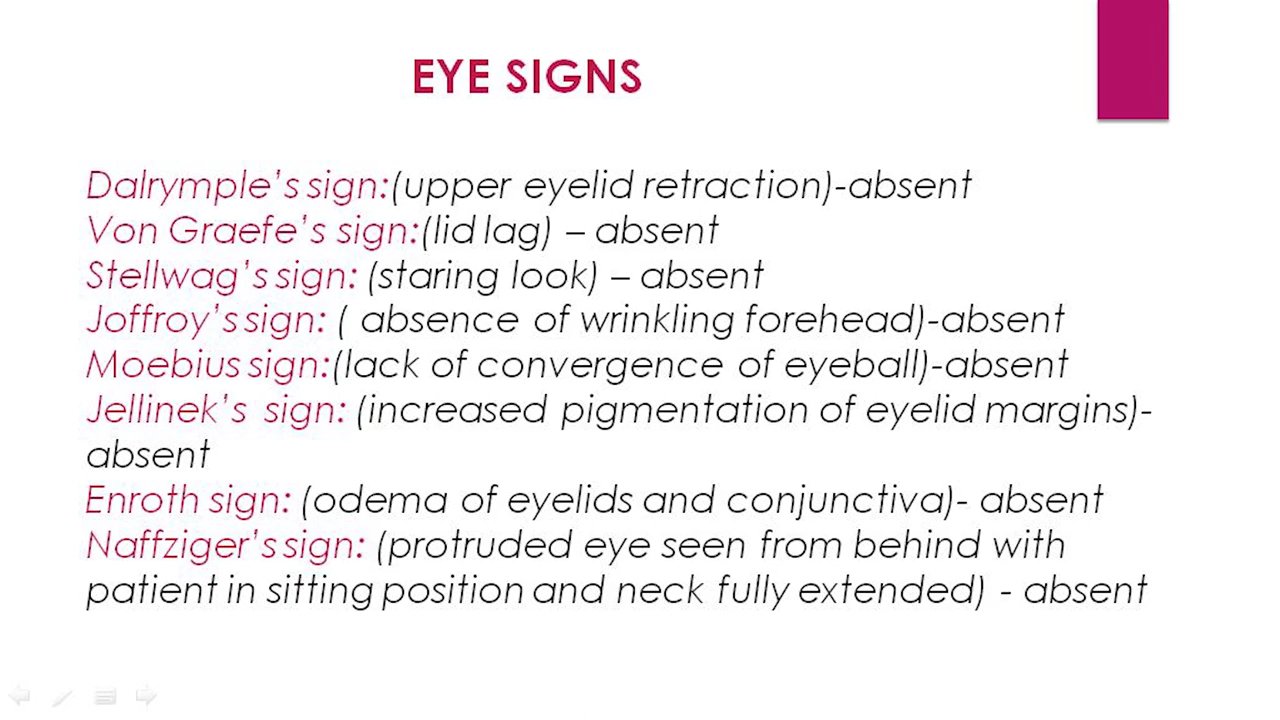 EYE SIGNS
Dalrymple's sign:(upper eyelid retraction)-absent
Von Graefe's sign:(lid lag) – absent
Stellwag's sign: (staring look) – absent
Joffroy's sign: ( absence of wrinkling forehead)-absent
Moebius sign:(lack of convergence of eyeball)-absent
Jellinek's sign: (increased pigmentation of eyelid margins)-
absent
Enroth sign: (odema of eyelids and conjunctiva)- absent
Naffziger's sign: (protruded eye seen from behind with
patient in sitting position and neck fully extended) - absent